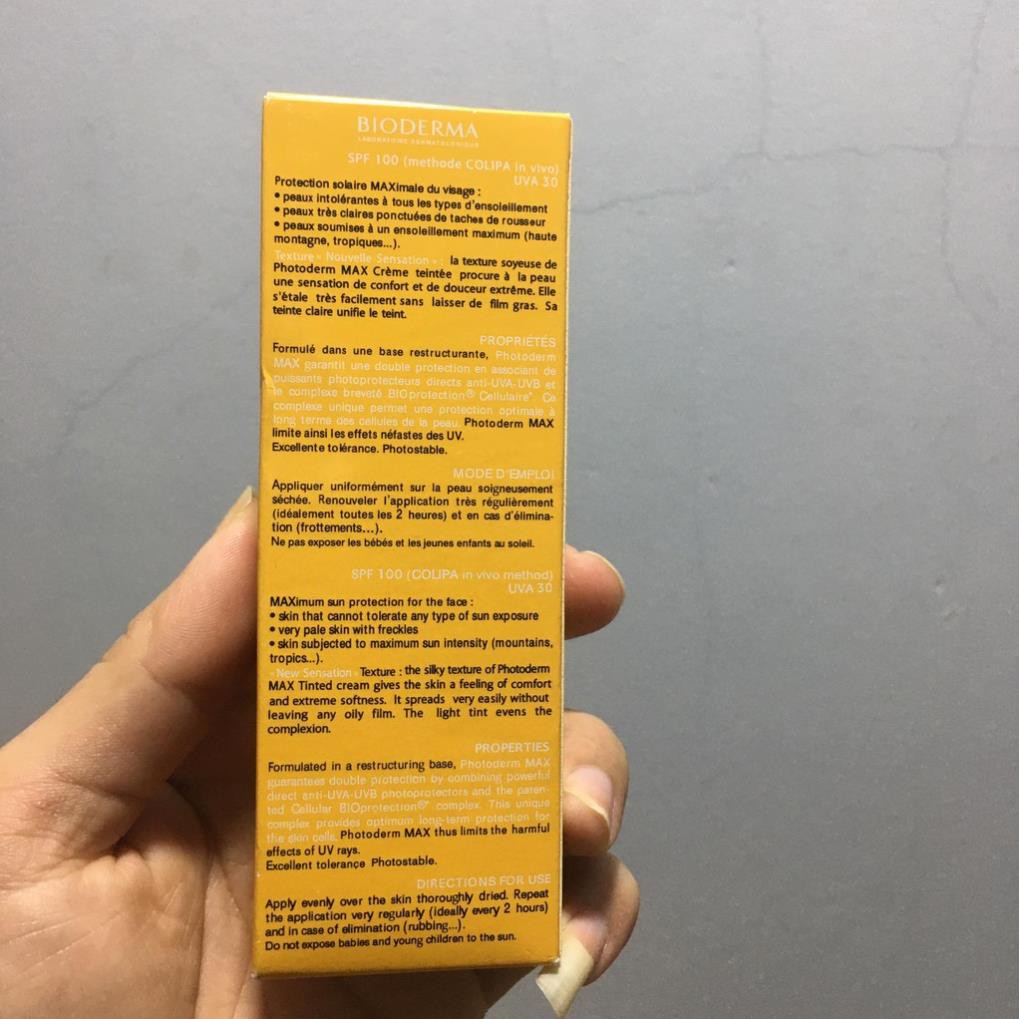 BIODERMA
LABORATOIRE DERMATOLOGIQUE
SPF 100 (methode COLIPA in vivo)
UVA 30
Protection solaire MAXimale du visage :
• peaux intolérantes à tous les types d'ensoleillement
• peaux très claires ponctuées de taches de rousseur
• peaux soumises à un ensoleillement maximum (haute
montagne, tropiques...).
Texture « Nouvelle Sensation » : la texture soyeuse de
Photoderm MAX Crème teintée procure à la peau
une sensation de confort et de douceur extrême. Elle
s'étale très facilement sans laisser de film gras. Sa
teinte claire unifie le teint.
PROPRIÉTÉS
Formulé dans une base restructurante, Photoderm
MAX garantit une double protection en associant de
puissants photoprotecteurs directs anti-UVA-UVB et
le complexe breveté BIOprotection® Cellulaire*. Ce
complexe unique permet une protection optimale à
long terme des cellules de la peau. Photoderm MAX
limite ainsi les effets néfastes des UV.
Excellente tolérance. Photostable.
MODE D'EMPLOI
Appliquer uniformément sur la peau soigneusement
séchée. Renouveler l'application très régulièrement
(idéalement toutes les 2 heures) et en cas d'élimina-
tion (frottements...).
Ne pas exposer les bébés et les jeunes enfants au soleil.
SPF 100 (COLIPA in vivo method)
UVA 30
MAXimum sun protection for the face :
• skin that cannot tolerate any type of sun exposure
• very pale skin with freckles
• skin subjected to maximum sun intensity (mountains,
tropics...).
«New Sensation» Texture : the silky texture of Photoderm
MAX Tinted cream gives the skin a feeling of comfort
and extreme softness. It spreads very easily without
leaving any oily film. The light tint evens the
complexion.
PROPERTIES
Formulated in a restructuring base, Photoderm MAX
guarantees double protection by combining powerful
direct anti-UVA-UVB photoprotectors and the paten-
ted Cellular BIOprotection®* complex. This unique
complex provides optimum long-term protection for
the skin cells. Photoderm MAX thus limits the harmful
effects of UV rays.
Excellent tolerance Photostable.
DIRECTIONS FOR USE
Apply evenly over the skin thoroughly dried. Repeat
the application very regularly (ideally every 2 hours)
and in case of elimination (rubbing...).
Do not expose babies and young children to the sun.